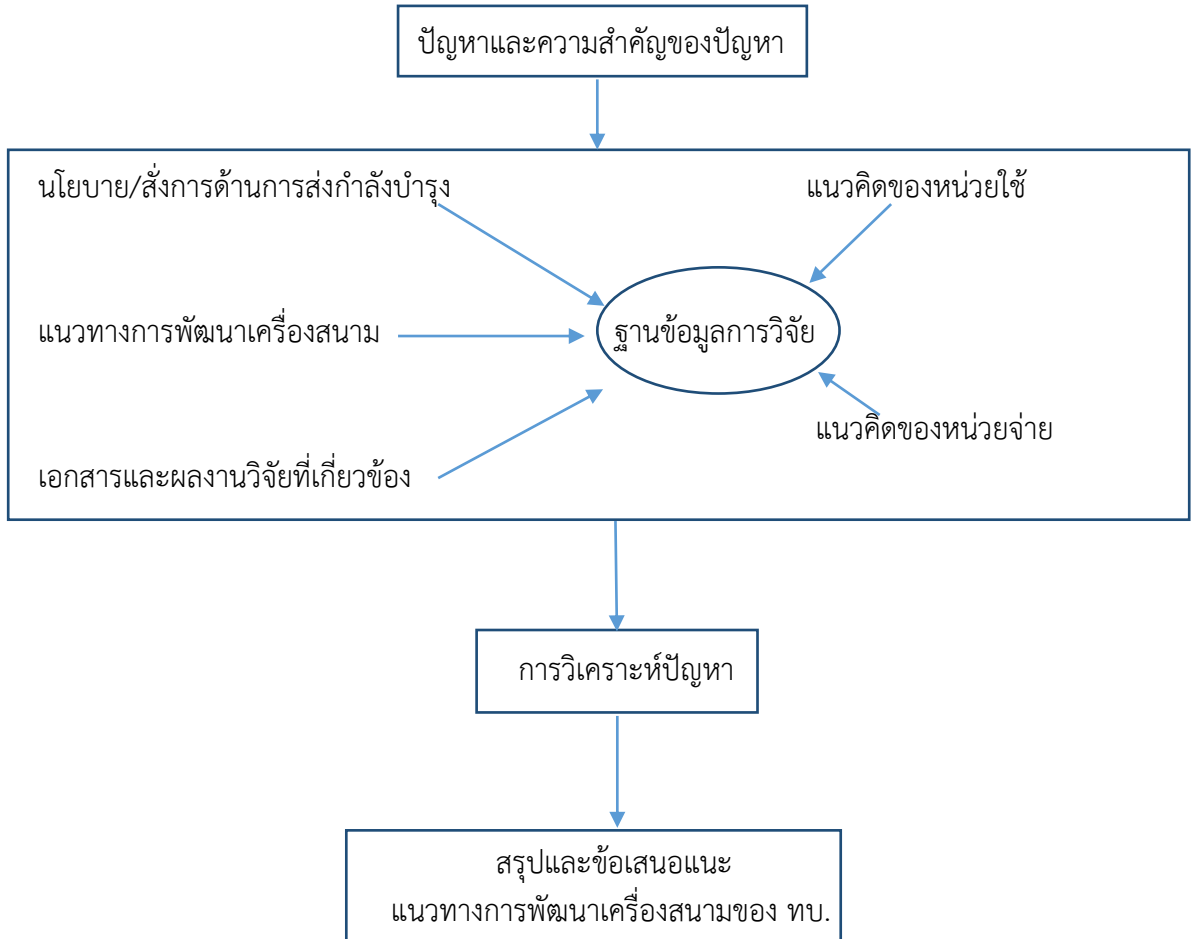 ปัญหาและความสำคัญของปัญหา
นโยบาย/สั่งการด้านการส่งกำลังบำรุง
แนวคิดของหน่วยใช้
แนวทางการพัฒนาเครื่องสนาม
ฐานข้อมูลการวิจัย
แนวคิดของหน่วยจ่าย
เอกสารและผลงานวิจัยที่เกี่ยวข้อง
การวิเคราะห์ปัญหา
สรุปและข้อเสนอแนะ
แนวทางการพัฒนาเครื่องสนามของ ทบ.